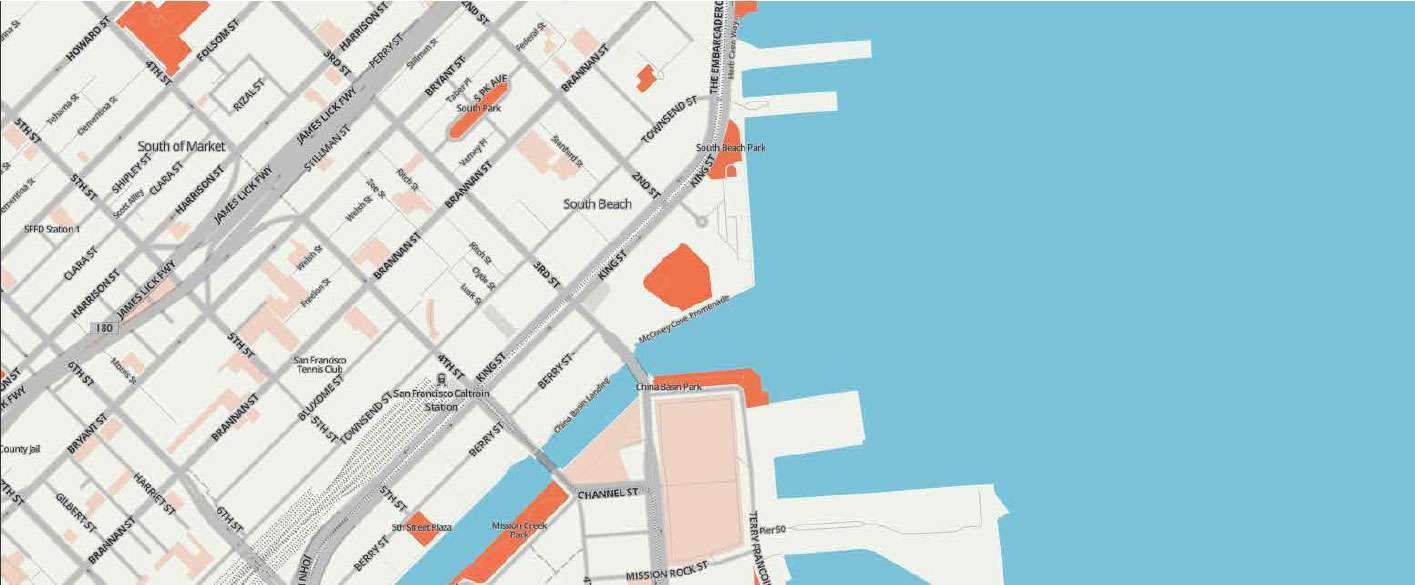 HOWARD ST
FOLSOM ST
HARRISON ST
2ND ST
Federal St
THE EMBARCADERO
Herb Caen Way
4TH ST
3RD ST
PERRY ST
Stillman St
BRYANT ST
BRANNAN ST
Tehama St
Clementina St
RIZAL ST
JAMES LICK FWY
Taber Pl
S PK AVE
South Park
TOWNSEND ST
5TH ST
South of Market
STILLMAN ST
Varney Pl
Stanford St
South Beach Park
SHIPLEY ST
CLARA ST
HARRISON ST
Scott Alley
JAMES LICK FWY
Ritch St
Zoe St
Welsh St
BRANNAN ST
2ND ST
KING ST
5TH ST
South Beach
SFFD Station 1
CLARA ST
HARRISON ST
JAMES LICK FWY
Welsh St
Freelon St
BRANNAN ST
Ritch St
Clyde St
Lusk St
3RD ST
KING ST
McCovey Cove Promenade
I80
5TH ST
San Francisco
Tennis Club
4TH ST
KING ST
BERRY ST
6TH ST
Morris St
BLUXOME ST
San Francisco Caltrain
Station
China Basin Park
China Basin Landing
BRYANT ST
BRANNAN ST
5TH ST
TOWNSEND ST
BERRY ST
County Jail
7TH ST
GILBERT ST
HARRIET ST
BRANNAN ST
6TH ST
5TH ST
5th Street Plaza
BERRY ST
Mission Creek
Park
CHANNEL ST
Pier 50
TERRY FRANCOI
MISSION ROCK ST